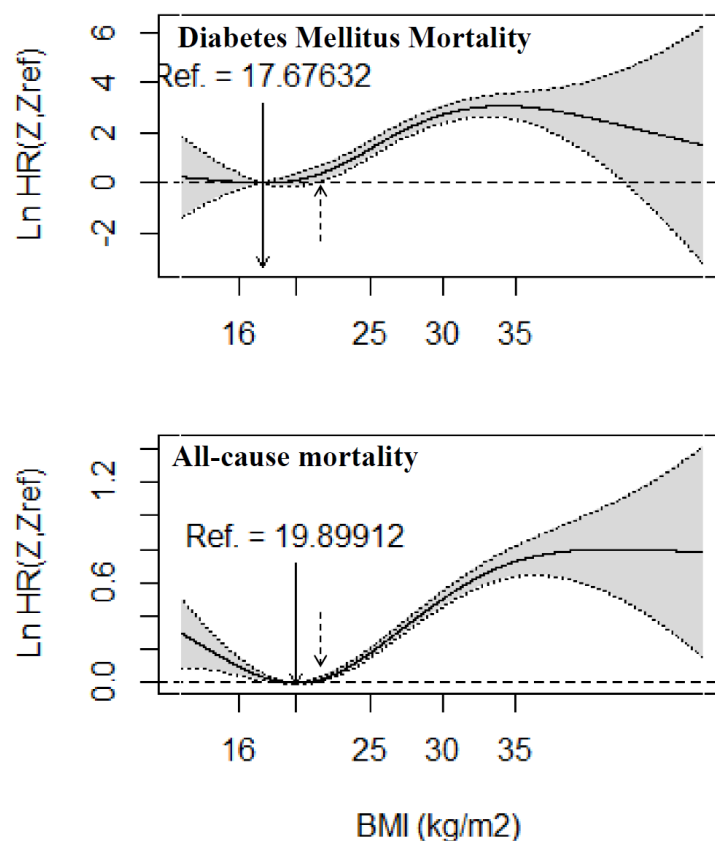 Diabetes Mellitus Mortality
Ref. = 17.67632
Ln HR(Z,Zref)
6
4
2
0
-2
16 25 30 35
All-cause mortality
Ref. = 19.89912
Ln HR(Z,Zref)
1.2
0.6
0.0
16 25 30 35
BMI (kg/m2)